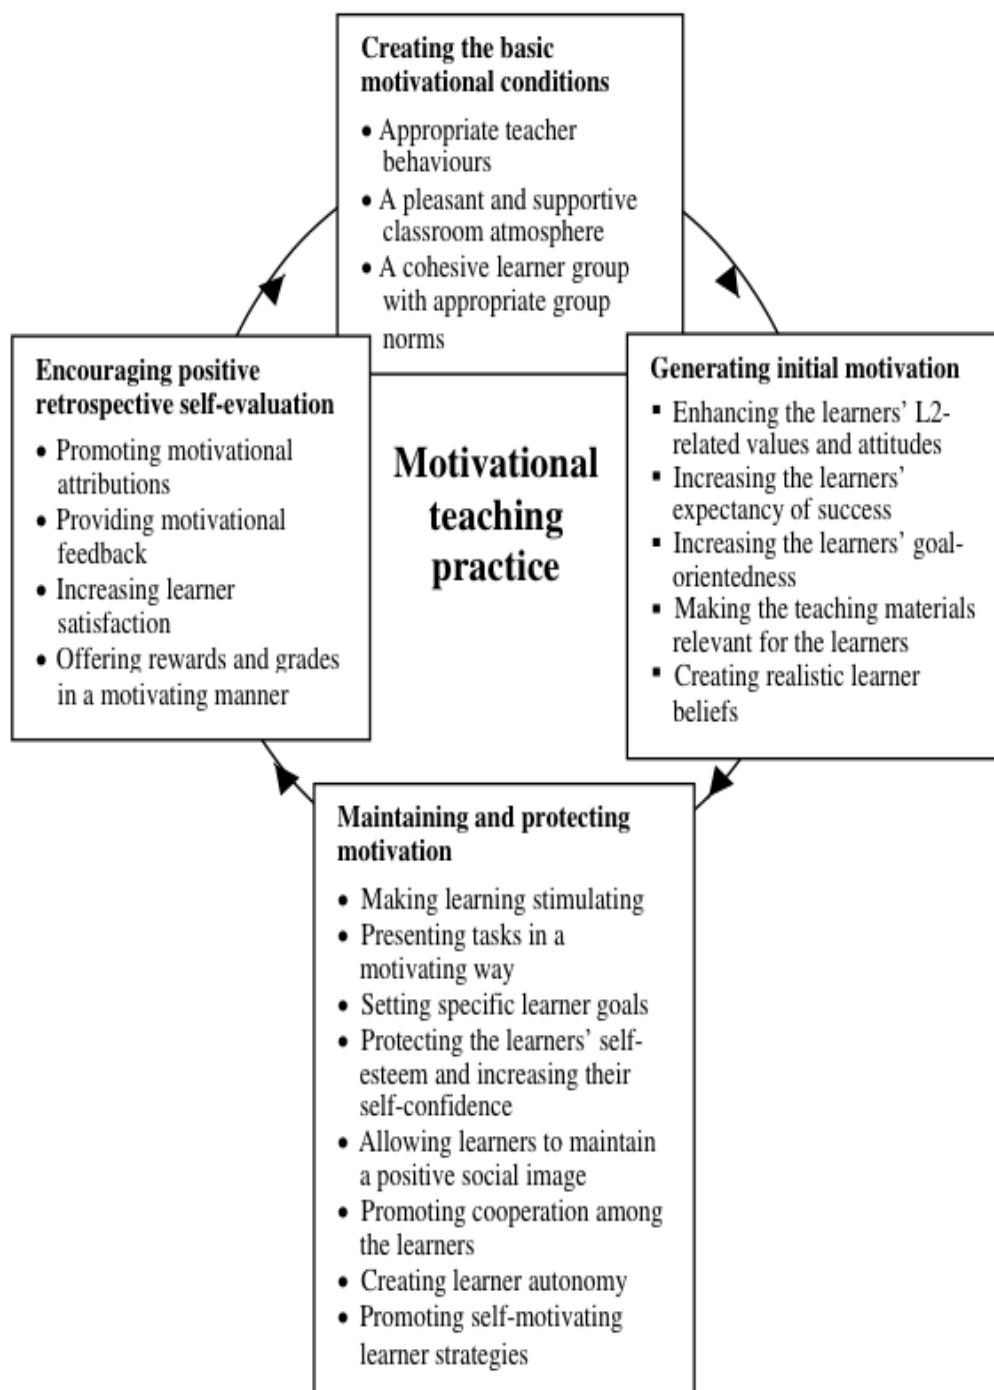 Creating the basic
motivational conditions
• Appropriate teacher
behaviours
• A pleasant and supportive
classroom atmosphere
• A cohesive learner group
with appropriate group
norms
Generating initial motivation
▪ Enhancing the learners’ L2-
related values and attitudes
▪ Increasing the learners’
expectancy of success
▪ Increasing the learners’ goal-
orientedness
▪ Making the teaching materials
relevant for the learners
▪ Creating realistic learner
beliefs
Encouraging positive
retrospective self-evaluation
• Promoting motivational
attributions
• Providing motivational
feedback
• Increasing learner
satisfaction
• Offering rewards and grades
in a motivating manner
Motivational
teaching
practice
Maintaining and protecting
motivation
• Making learning stimulating
• Presenting tasks in a
motivating way
• Setting specific learner goals
• Protecting the learners’ self-
esteem and increasing their
self-confidence
• Allowing learners to maintain
a positive social image
• Promoting cooperation among
the learners
• Creating learner autonomy
• Promoting self-motivating
learner strategies